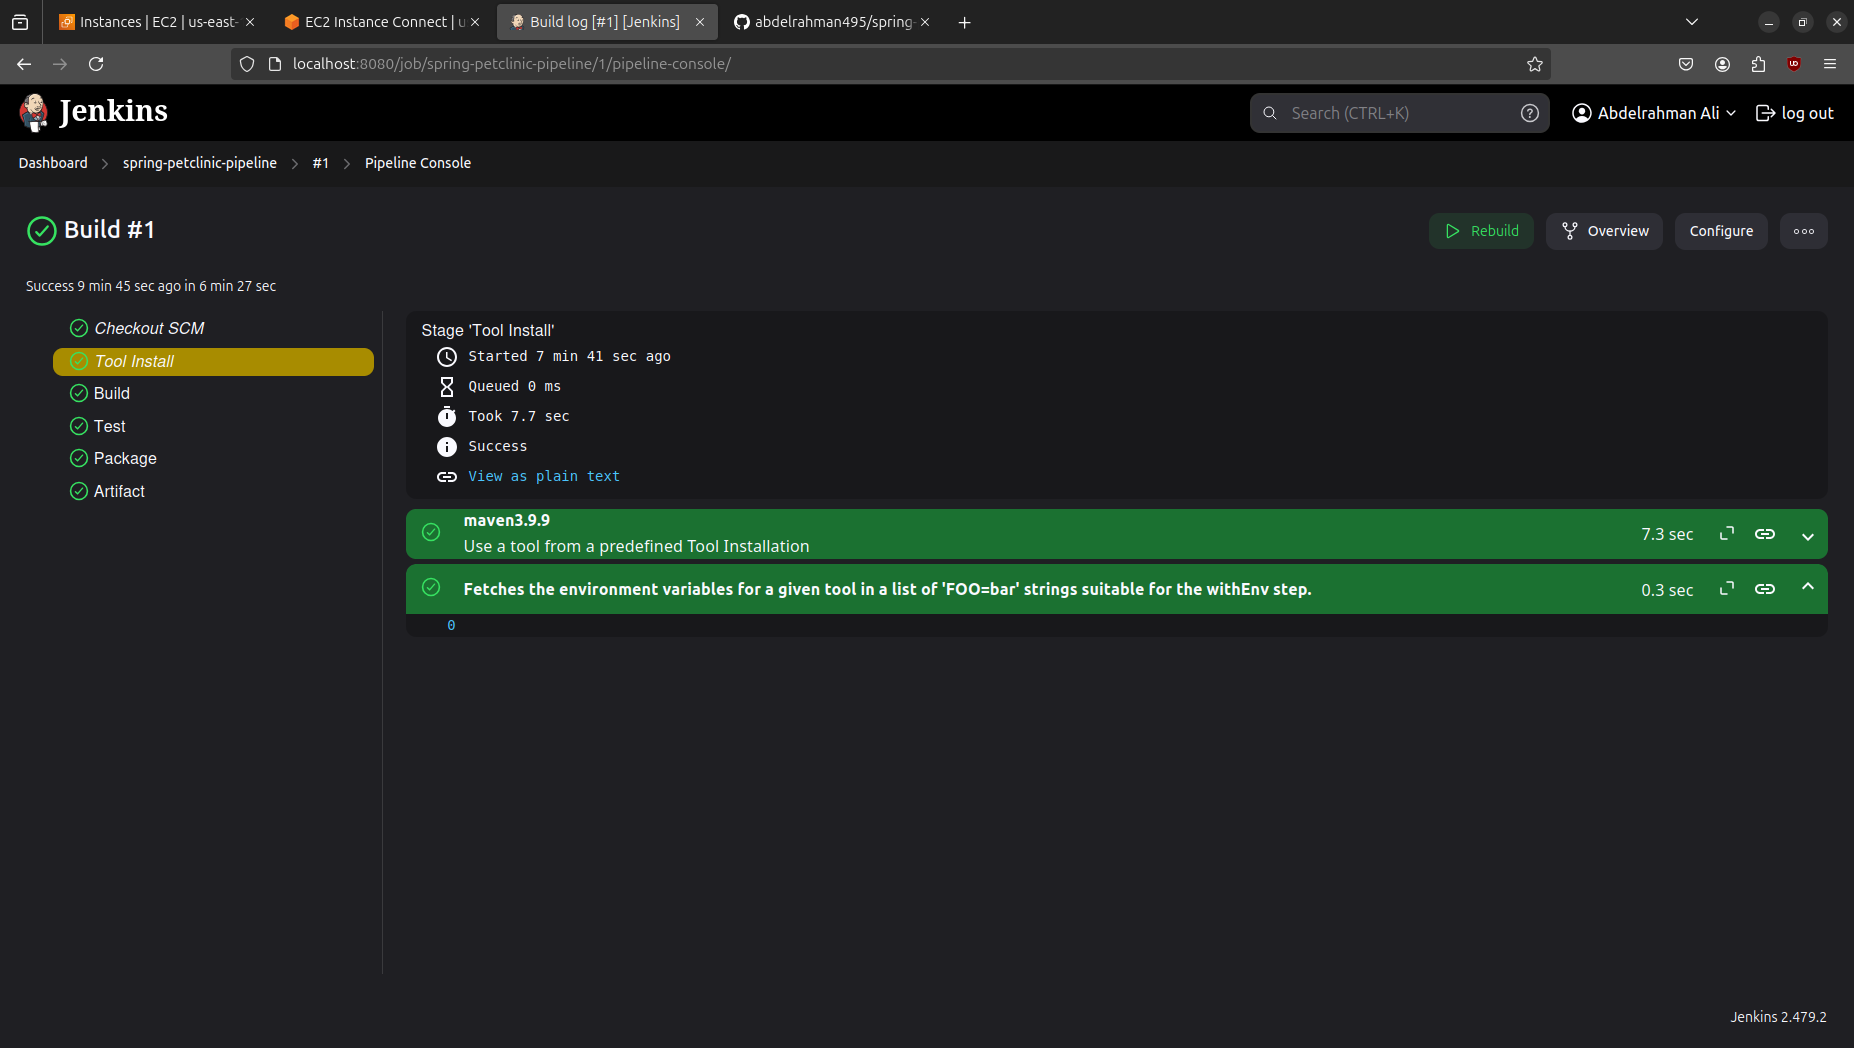 Instances | EC2 | us-east-
EC2 Instance Connect | u
Build log [#1] [Jenkins]
abdelrahman495/spring-
localhost:8080/job/spring-petclinic-pipeline/1/pipeline-console/
Jenkins
Search (CTRL+K)
Abdelrahman Ali
log out
Dashboard
spring-petclinic-pipeline
#1
Pipeline Console
Build #1
Rebuild
Overview
Configure
Success 9 min 45 sec ago in 6 min 27 sec
Checkout SCM
Tool Install
Build
Test
Package
Artifact
Stage 'Tool Install'
Started 7 min 41 sec ago
Queued 0 ms
Took 7.7 sec
Success
View as plain text
maven3.9.9
Use a tool from a predefined Tool Installation
7.3 sec
Fetches the environment variables for a given tool in a list of 'FOO=bar' strings suitable for the withEnv step.
0.3 sec
0
Jenkins 2.479.2